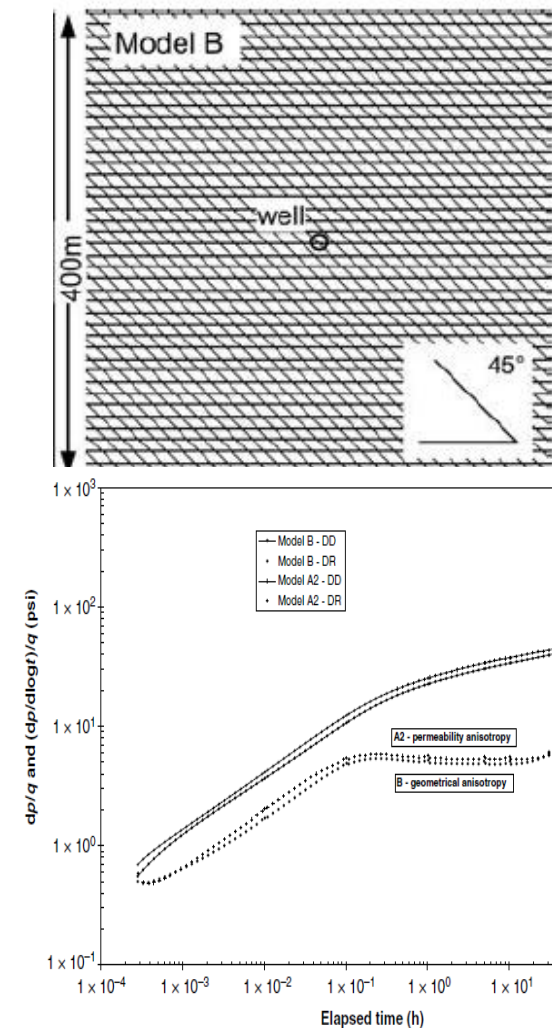 Model B
well
400m
45°
dp/q and (dp/dlogt)/q (psi)
1 x 10³
1 x 10²
1 x 10¹
1 x 10⁰
1 x 10⁻¹
Model B - DD
Model B - DR
Model A2 - DD
Model A2 - DR
A2 - permeability anisotropy
B - geometrical anisotropy
1 x 10⁻⁴ 1 x 10⁻³ 1 x 10⁻² 1 x 10⁻¹ 1 x 10⁰ 1 x 10¹
Elapsed time (h)